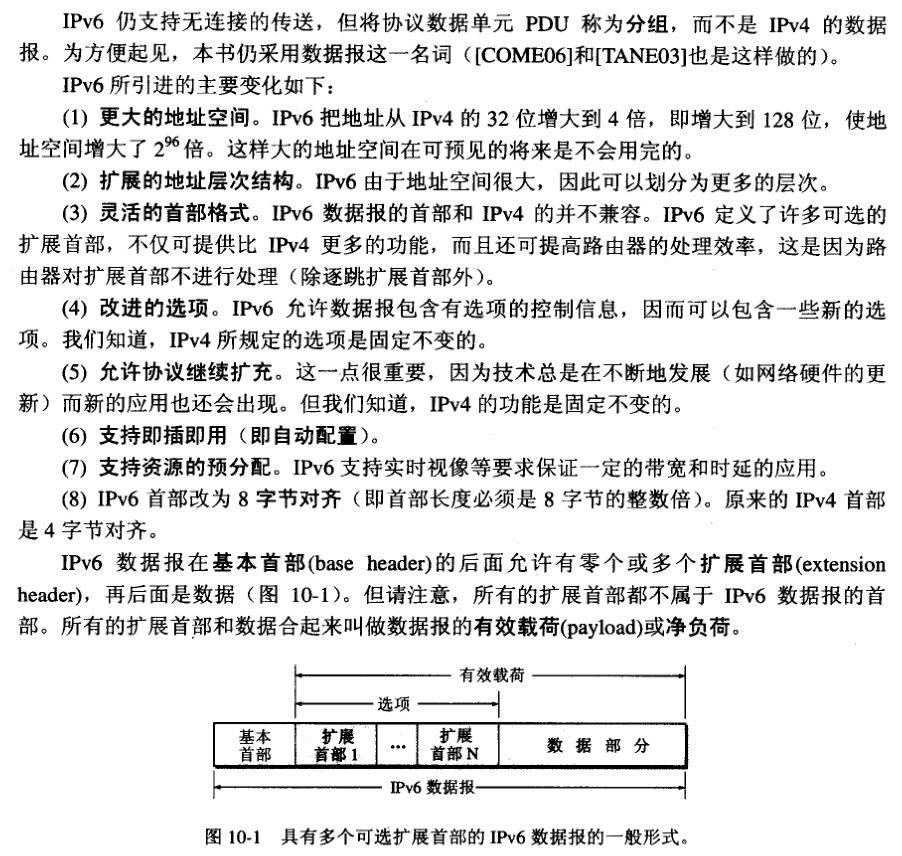 IPv6 仍支持无连接的传送，但将协议数据单元 PDU 称为分组，而不是 IPv4 的数据
报。为方便起见，本书仍采用数据报这一名词（[COME06]和[TANE03]也是这样做的）。
IPv6 所引进的主要变化如下：
(1) 更大的地址空间。IPv6 把地址从 IPv4 的 32 位增大到 4 倍，即增大到 128 位，使地
址空间增大了 2⁹⁶ 倍。这样大的地址空间在可预见的将来是不会用完的。
(2) 扩展的地址层次结构。IPv6 由于地址空间很大，因此可以划分为更多的层次。
(3) 灵活的首部格式。IPv6 数据报的首部和 IPv4 的并不兼容。IPv6 定义了许多可选的
扩展首部，不仅可提供比 IPv4 更多的功能，而且还可提高路由器的处理效率，这是因为路
由器对扩展首部不进行处理（除逐跳扩展首部外）。
(4) 改进的选项。IPv6 允许数据报包含有选项的控制信息，因而可以包含一些新的选
项。我们知道，IPv4 所规定的选项是固定不变的。
(5) 允许协议继续扩充。这一点很重要，因为技术总是在不断地发展（如网络硬件的更
新）而新的应用也还会出现。但我们知道，IPv4 的功能是固定不变的。
(6) 支持即插即用（即自动配置）。
(7) 支持资源的预分配。IPv6 支持实时视像等要求保证一定的带宽和时延的应用。
(8) IPv6 首部改为 8 字节对齐（即首部长度必须是 8 字节的整数倍）。原来的 IPv4 首部
是 4 字节对齐。
IPv6 数据报在基本首部(base header)的后面允许有零个或多个扩展首部(extension
header)，再后面是数据（图 10-1）。但请注意，所有的扩展首部都不属于 IPv6 数据报的首
部。所有的扩展首部和数据合起来叫做数据报的有效载荷(payload)或净负荷。
有效载荷
选项
基本
首部
扩展
首部 1
…
扩展
首部 N
数 据 部 分
IPv6 数据报
图 10-1 具有多个可选扩展首部的 IPv6 数据报的一般形式。